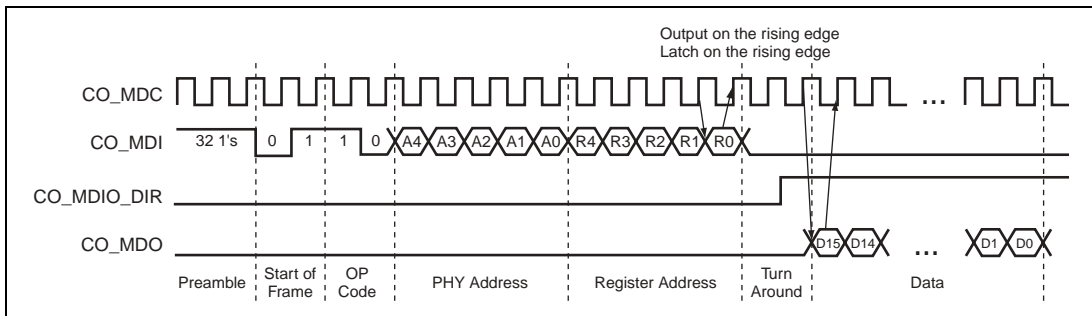 Output on the rising edge
Latch on the rising edge
CO_MDC
...
CO_MDI
32 1's 0 1 1 0 A4 A3 A2 A1 A0 R4 R3 R2 R1 R0
CO_MDIO_DIR
CO_MDO
D15 D14 ... D1 D0
Preamble
Start of
Frame
OP
Code
PHY Address
Register Address
Turn
Around
Data